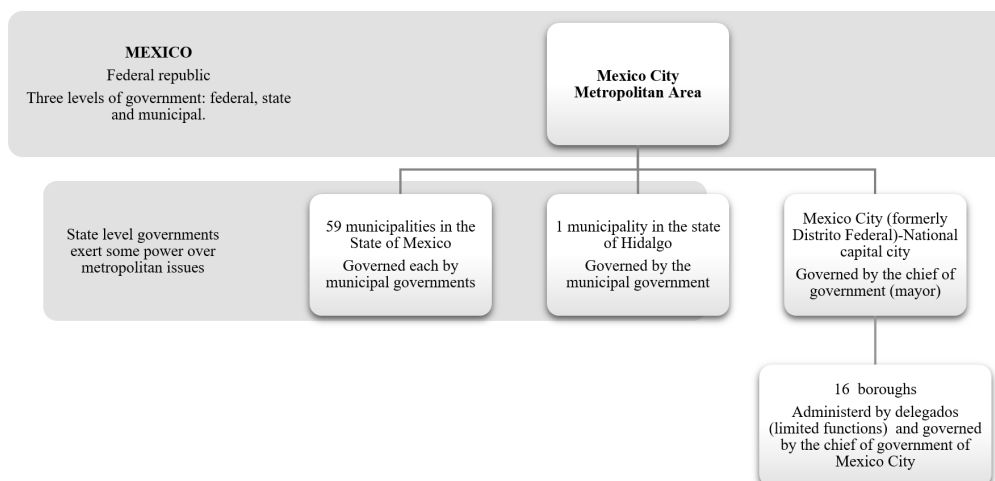 MEXICO
Federal republic
Three levels of government: federal, state
and municipal.
Mexico City
Metropolitan Area
State level governments
exert some power over
metropolitan issues
59 municipalities in the
State of Mexico
Governed each by
municipal governments
1 municipality in the state
of Hidalgo
Governed by the
municipal government
Mexico City (formerly
Distrito Federal)-National
capital city
Governed by the chief of
government (mayor)
16 boroughs
Administerd by delegados
(limited functions) and governed
by the chief of government of
Mexico City